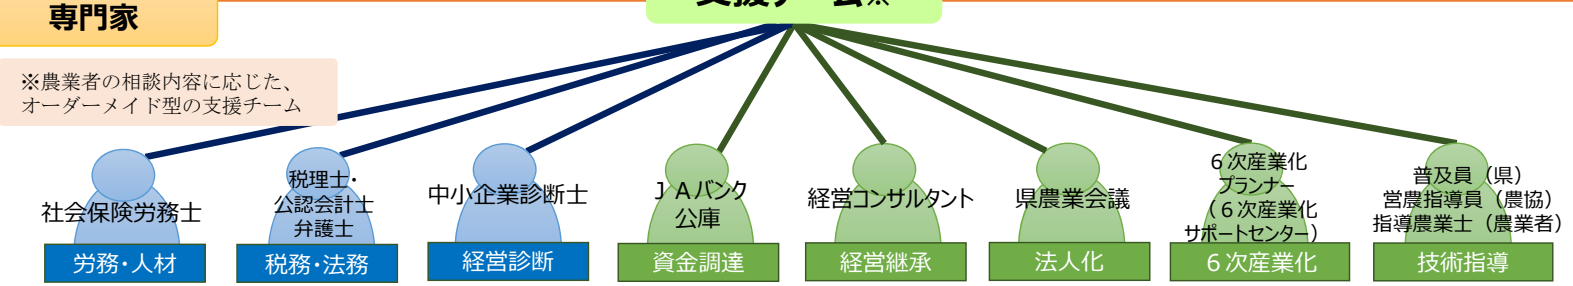 専門家
支援チーム※
※農業者の相談内容に応じた、
オーダーメイド型の支援チーム
社会保険労務士
労務・人材
税理士・
公認会計士
弁護士
税務・法務
中小企業診断士
経営診断
ＪＡバンク
公庫
資金調達
経営コンサルタント
経営継承
県農業会議
法人化
６次産業化
プランナー
（６次産業化
サポートセンター）
６次産業化
普及員（県）
営農指導員（農協）
指導農業士（農業者）
技術指導